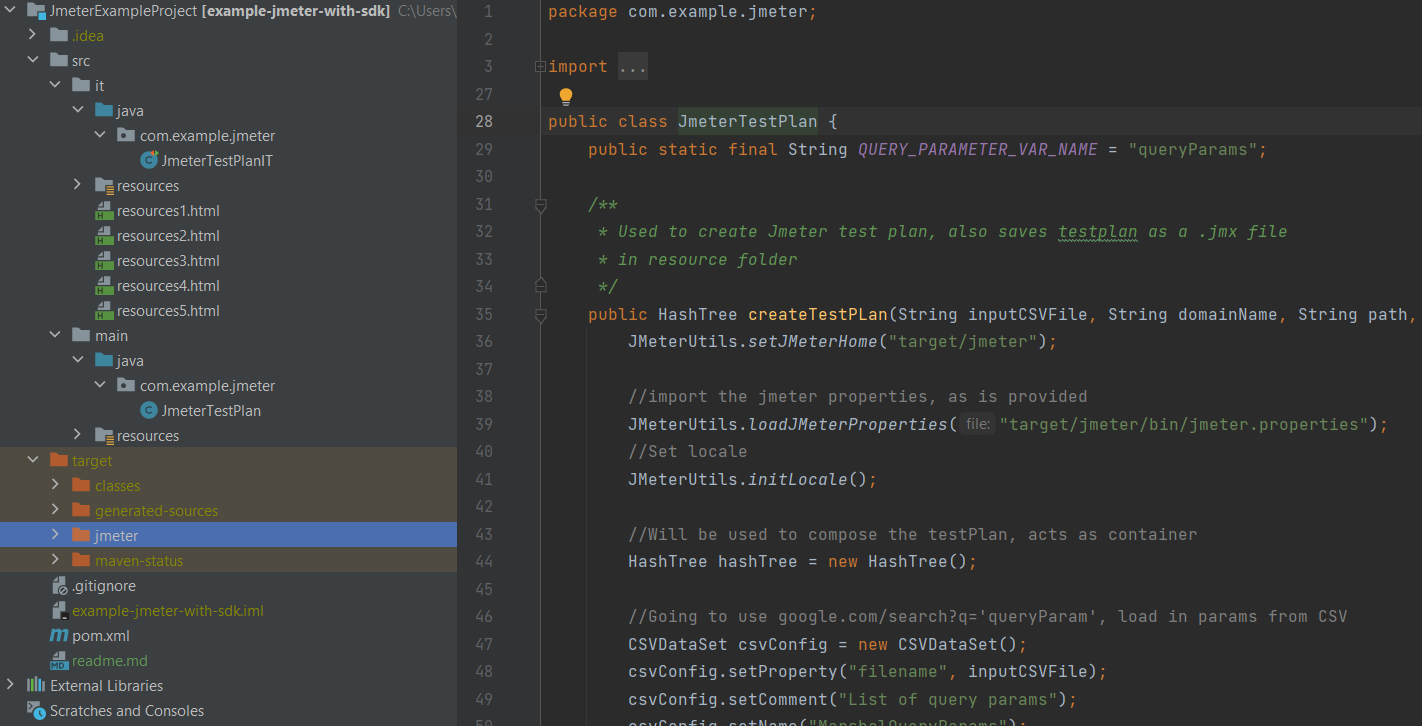 JmeterExampleProject [example-jmeter-with-sdk] C:\Users\
.idea
src
it
java
com.example.jmeter
JmeterTestPlanIT
resources
resources1.html
resources2.html
resources3.html
resources4.html
resources5.html
main
java
com.example.jmeter
JmeterTestPlan
resources
target
classes
generated-sources
jmeter
maven-status
.gitignore
example-jmeter-with-sdk.iml
pom.xml
readme.md
External Libraries
Scratches and Consoles
1 package com.example.jmeter;
2
3 import ...
27
28 public class JmeterTestPlan {
29 public static final String QUERY_PARAMETER_VAR_NAME = "queryParams";
30
31 /**
32 * Used to create Jmeter test plan, also saves testplan as a .jmx file
33 * in resource folder
34 */
35 public HashTree createTestPLan(String inputCSVFile, String domainName, String path,
36 JMeterUtils.setJMeterHome("target/jmeter");
37
38 //import the jmeter properties, as is provided
39 JMeterUtils.loadJMeterProperties( file: "target/jmeter/bin/jmeter.properties");
40 //Set locale
41 JMeterUtils.initLocale();
42
43 //Will be used to compose the testPlan, acts as container
44 HashTree hashTree = new HashTree();
45
46 //Going to use google.com/search?q='queryParam', load in params from CSV
47 CSVDataSet csvConfig = new CSVDataSet();
48 csvConfig.setProperty("filename", inputCSVFile);
49 csvConfig.setComment("List of query params");
50 csvConfig.setName("MarshalQueryParams");